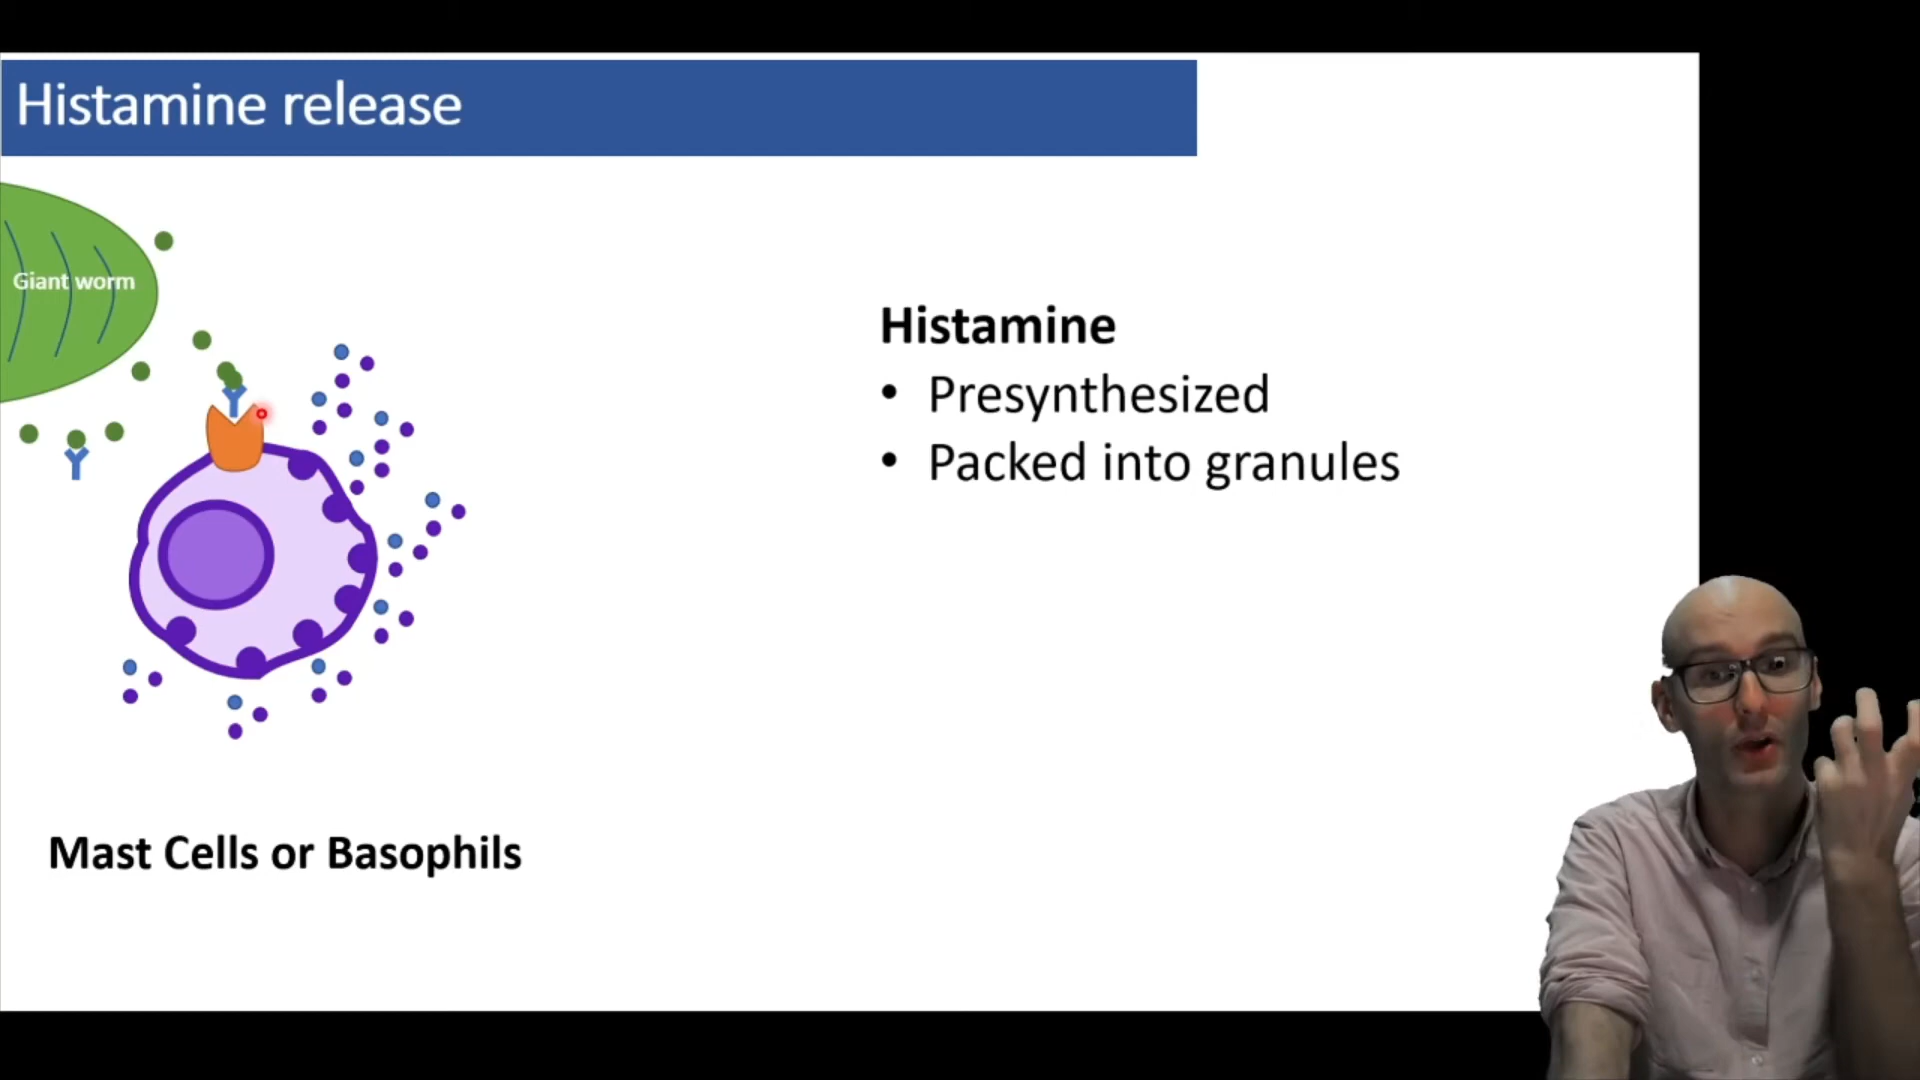 Histamine release
Giant worm
Histamine
• Presynthesized
• Packed into granules
Mast Cells or Basophils